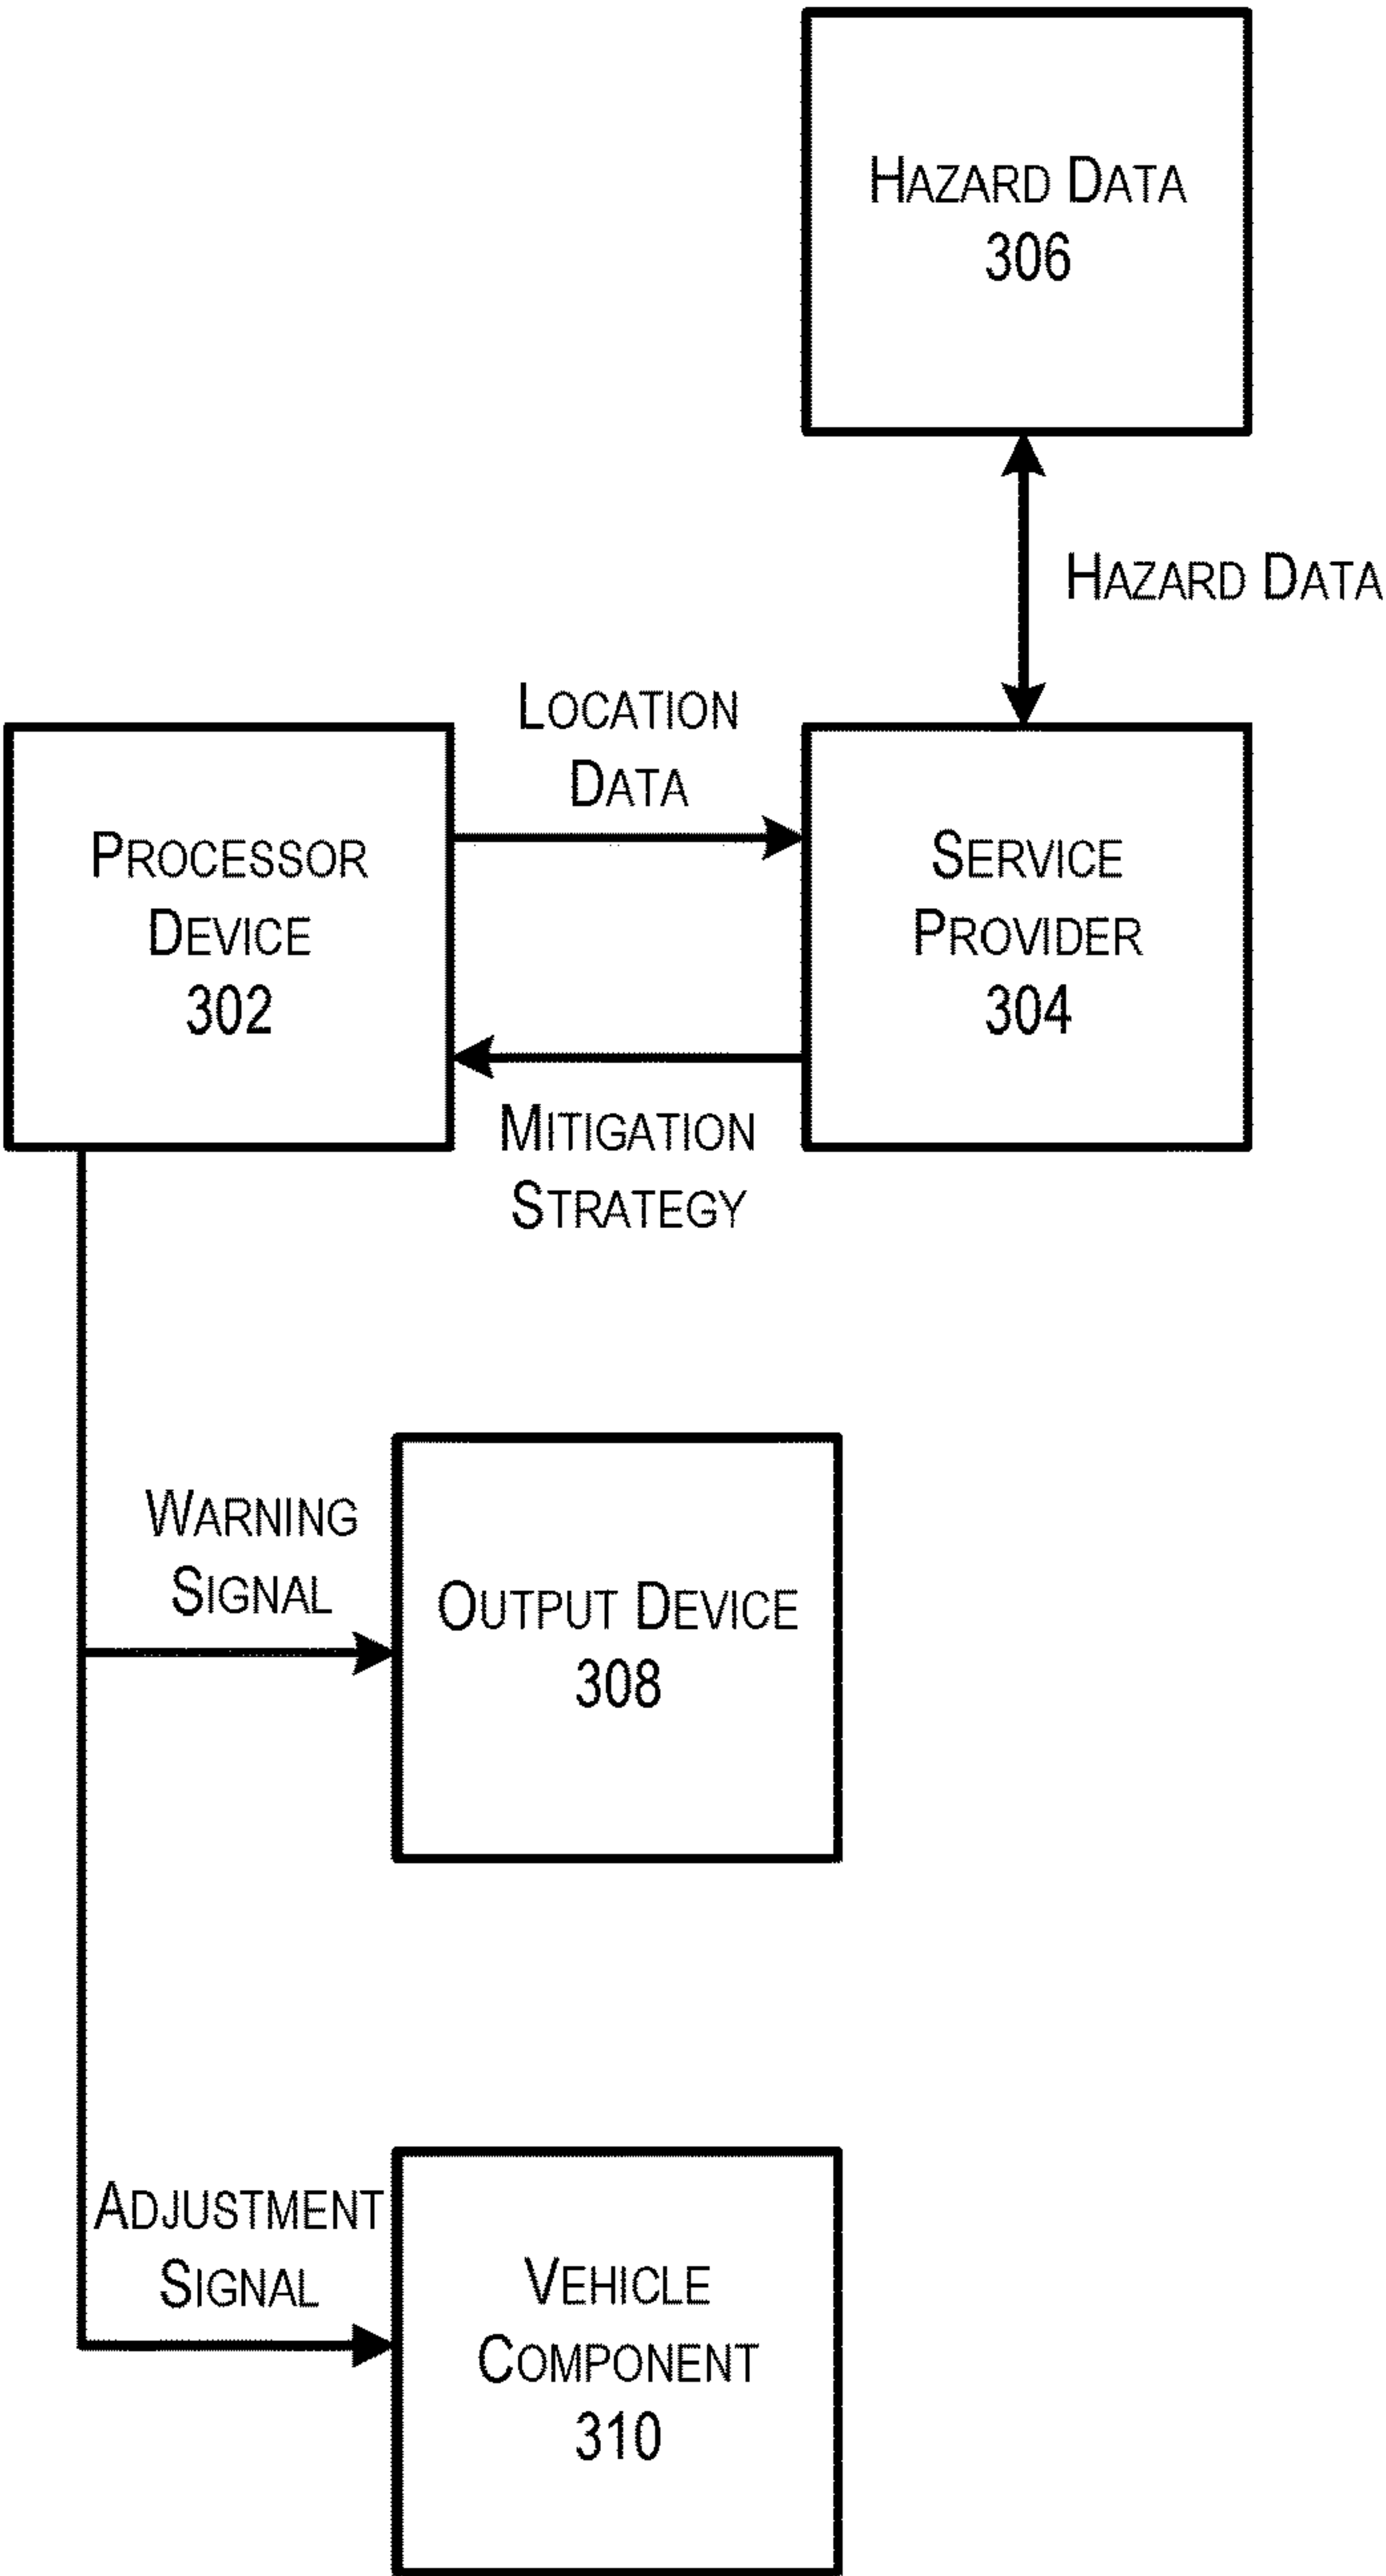 HAZARD DATA
306
HAZARD DATA
LOCATION
DATA
PROCESSOR
DEVICE
302
SERVICE
PROVIDER
304
MITIGATION
STRATEGY
WARNING
SIGNAL
OUTPUT DEVICE
308
ADJUSTMENT
SIGNAL
VEHICLE
COMPONENT
310